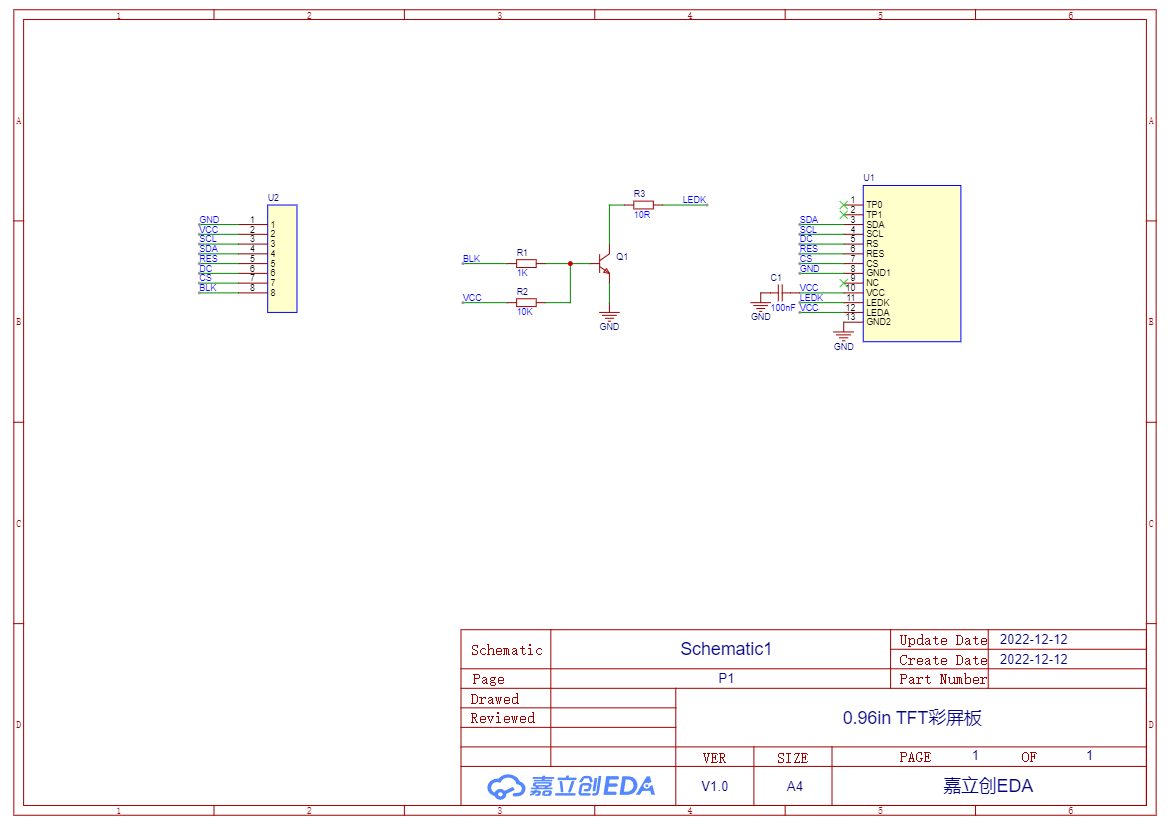 1 2 3 4 5 6
A
A
B
B
C
C
D
D
U2
GND 1 1
VCC 2 2
SCL 3 3
SDA 4 4
RES 5 5
DC 6 6
CS 7 7
BLK 8 8
BLK
R1
1K
VCC
R2
10K
R3
10R
LEDK
Q1
GND
U1
1 TP0
2 TP1
SDA 3 SDA
SCL 4 SCL
DC 5 RS
RES 6 RES
CS 7 CS
GND 8 GND1
9 NC
VCC 10 VCC
LEDK 11 LEDK
VCC 12 LEDA
13 GND2
C1
100nF
GND
GND
Schematic
Schematic1
Update Date 2022-12-12
Create Date 2022-12-12
Page
P1
Part Number
Drawed
Reviewed
0.96in TFT彩屏板
VER SIZE PAGE 1 OF 1
嘉立创EDA
V1.0 A4 嘉立创EDA
1 2 3 4 5 6